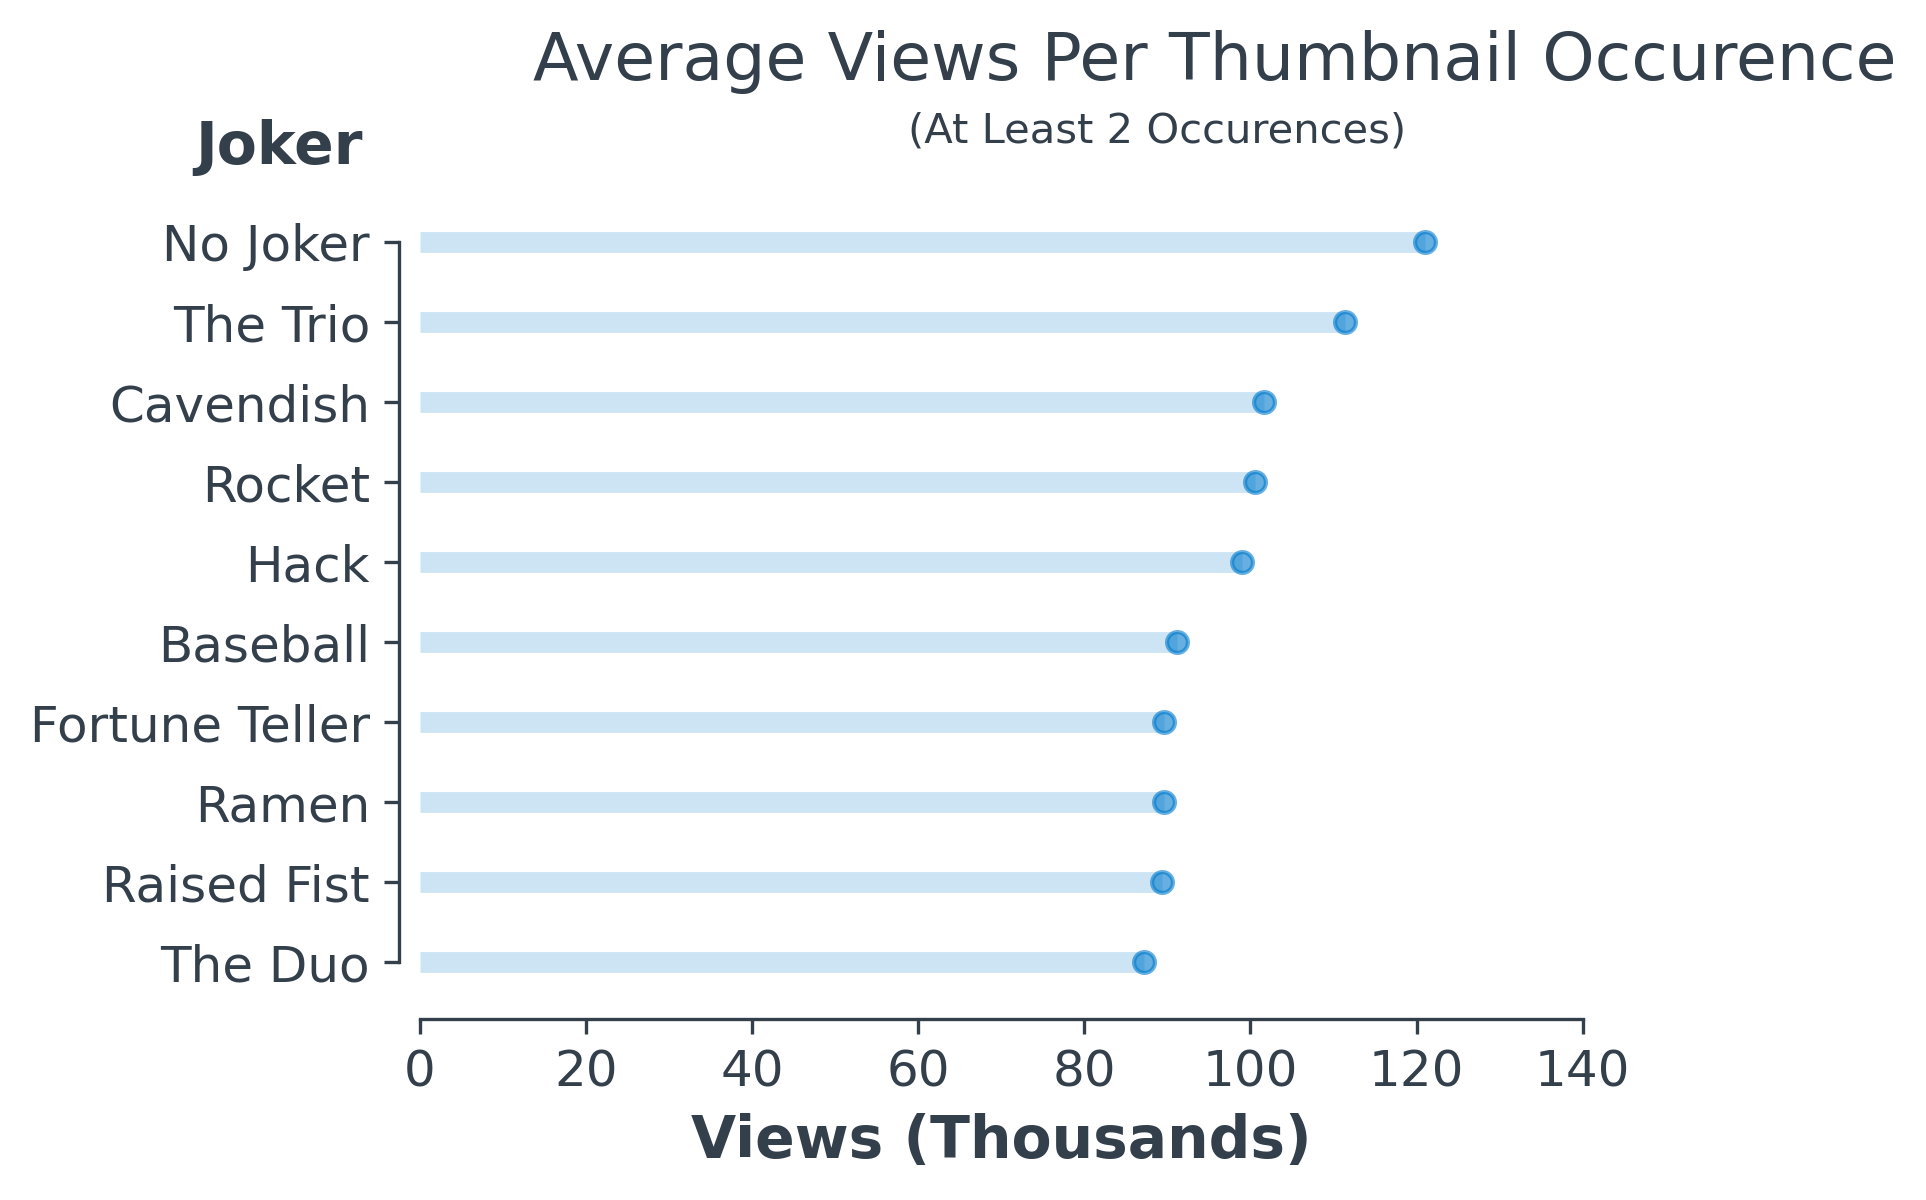 Average Views Per Thumbnail Occurence
(At Least 2 Occurences)
Joker
No Joker
The Trio
Cavendish
Rocket
Hack
Baseball
Fortune Teller
Ramen
Raised Fist
The Duo
0 20 40 60 80 100 120 140
Views (Thousands)